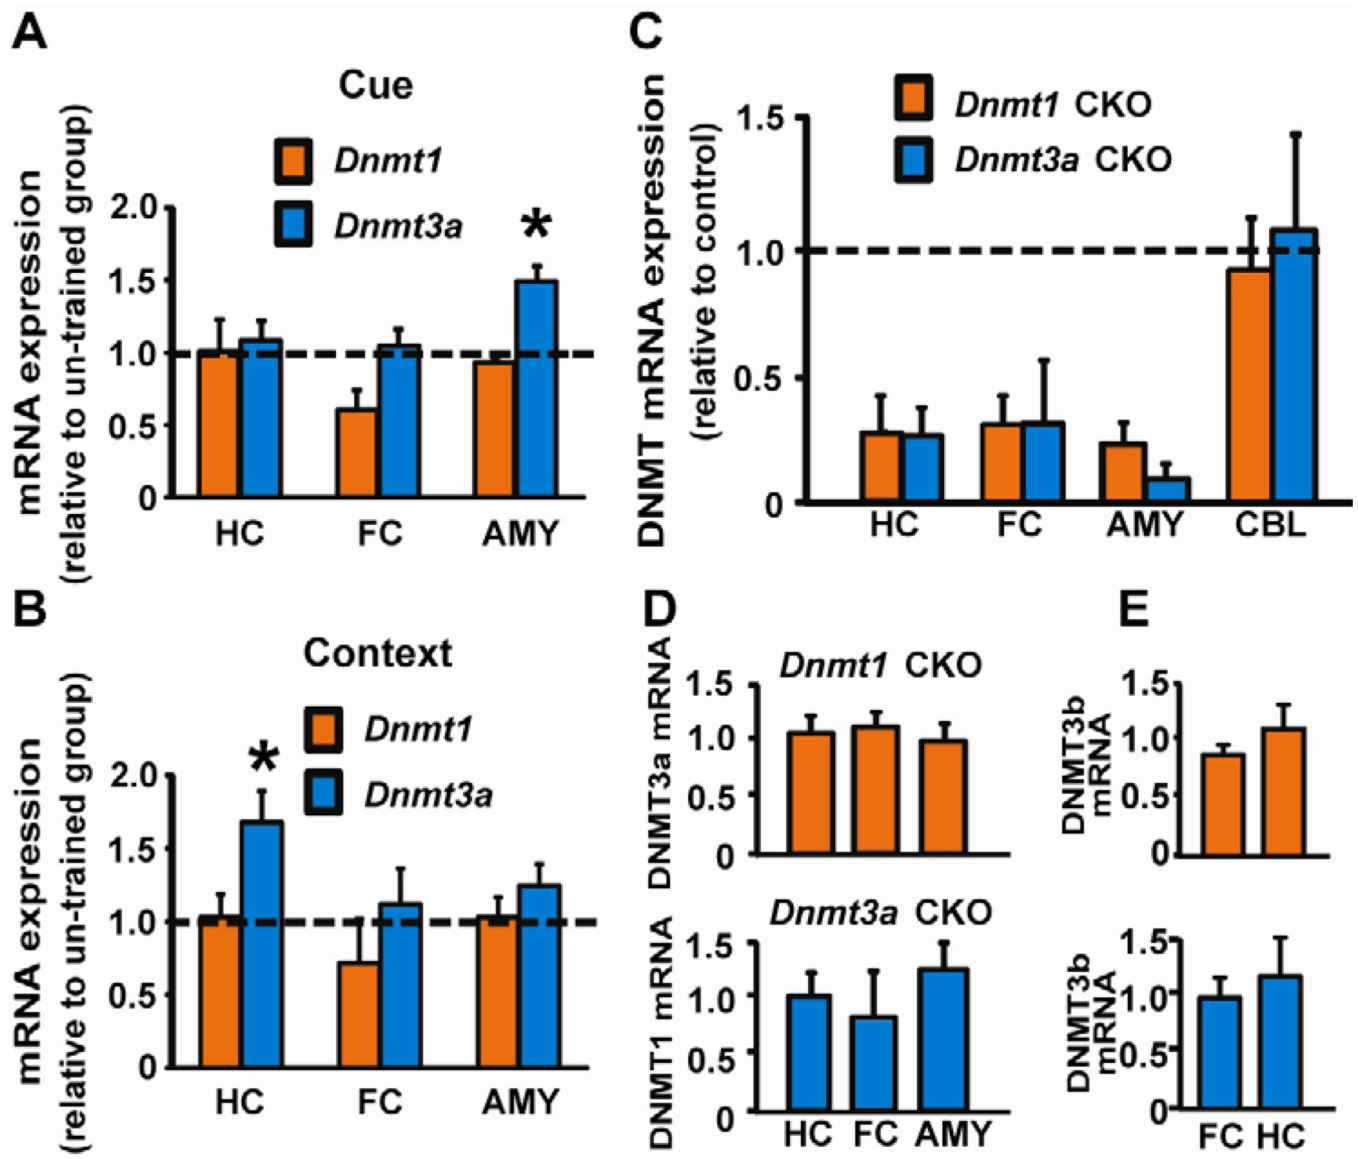 A
Cue
Dnmt1
Dnmt3a
mRNA expression
(relative to un-trained group)
2.0
1.5
1.0
0.5
0
*
HC FC AMY
B
Context
Dnmt1
Dnmt3a
mRNA expression
(relative to un-trained group)
2.0
1.5
1.0
0.5
0
*
HC FC AMY
C
Dnmt1 CKO
Dnmt3a CKO
DNMT mRNA expression
(relative to control)
1.5
1.0
0.5
0
HC FC AMY CBL
D
Dnmt1 CKO
DNMT3a mRNA
1.5
1.0
0.5
0
Dnmt3a CKO
DNMT1 mRNA
1.5
1.0
0.5
0
HC FC AMY
E
DNMT3b
mRNA
1.5
1.0
0.5
0
DNMT3b
mRNA
1.5
1.0
0.5
0
FC HC